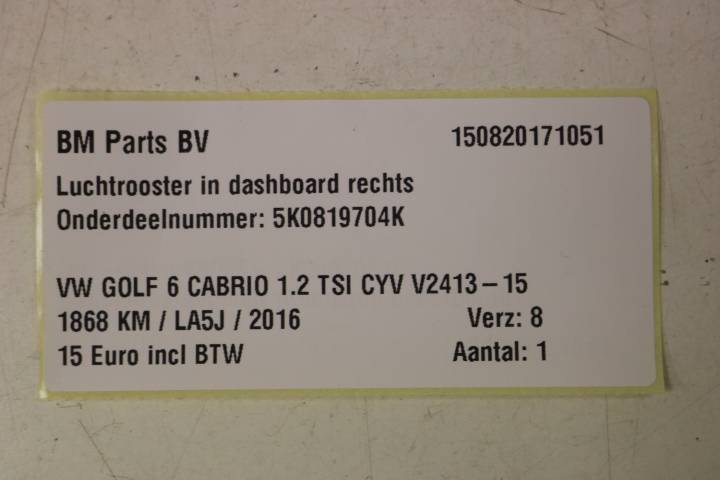 BM Parts BV 150820171051
Luchtrooster in dashboard rechts
Onderdeelnummer: 5K0819704K
VW GOLF 6 CABRIO 1.2 TSI CYV V2413-15
1868 KM / LA5J / 2016 Verz: 8
15 Euro incl BTW Aantal: 1